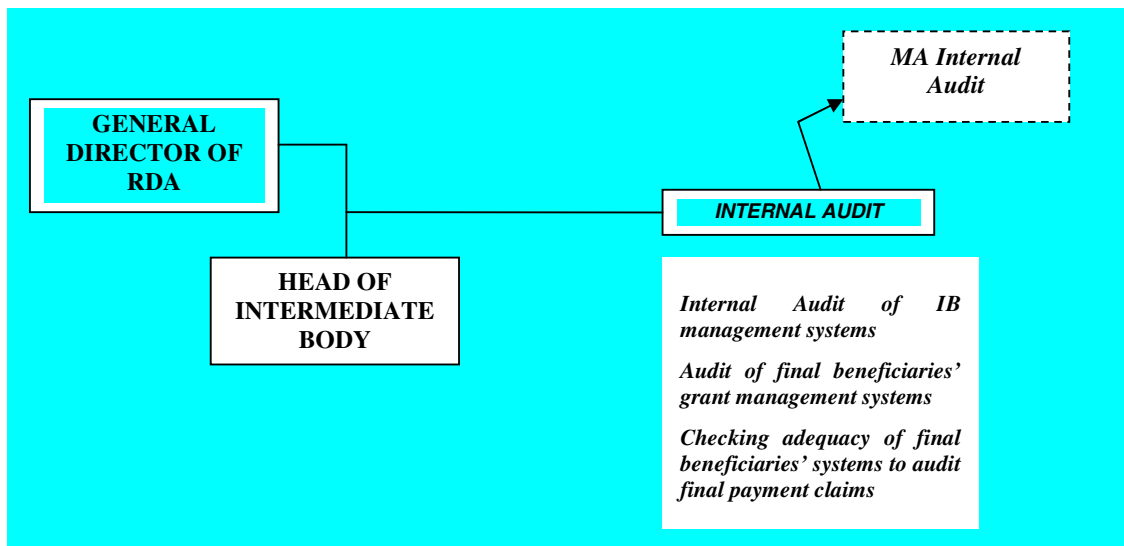 MA Internal
Audit
GENERAL
DIRECTOR OF
RDA
INTERNAL AUDIT
HEAD OF
INTERMEDIATE
BODY
Internal Audit of IB
management systems
Audit of final beneficiaries’
grant management systems
Checking adequacy of final
beneficiaries’ systems to audit
final payment claims